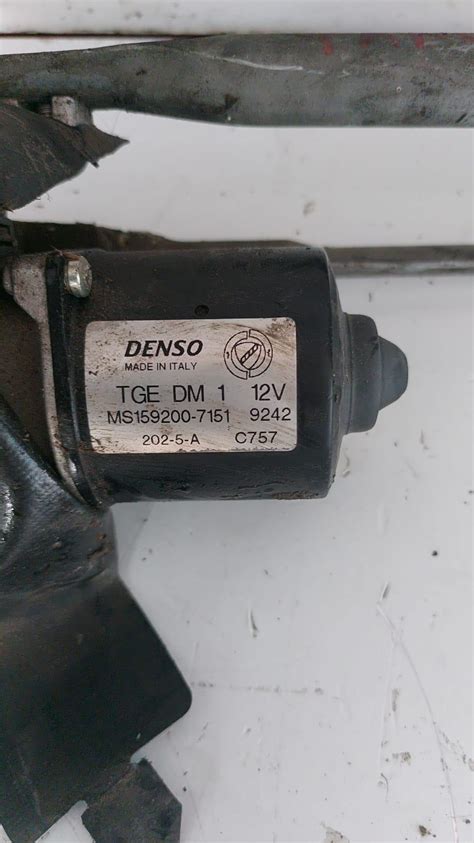 DENSO
MADE IN ITALY
TGE DM 1 12V
MS159200-7151 9242
202-5-A C757